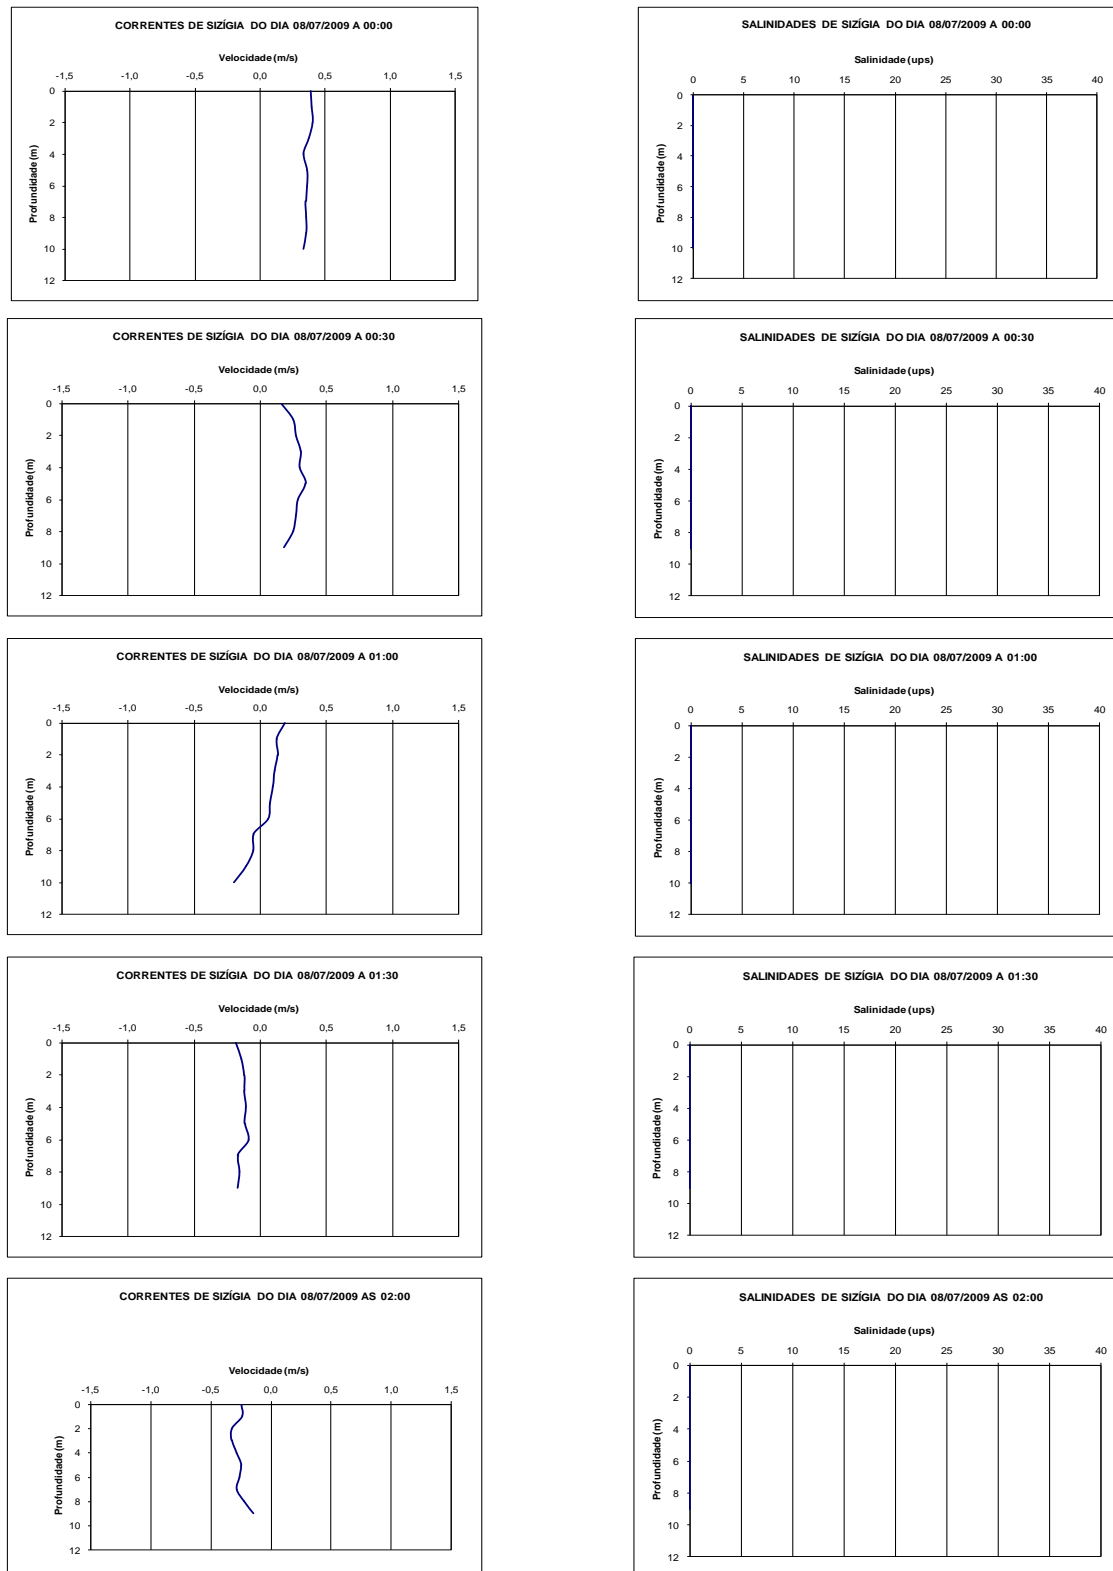 CORRENTES DE SIZÍGIA DO DIA 08/07/2009 A 00:00
Velocidade (m/s)
-1,5 -1,0 -0,5 0,0 0,5 1,0 1,5
0
2
4
6
8
10
12
Profundidade (m)
SALINIDADES DE SIZÍGIA DO DIA 08/07/2009 A 00:00
Salinidade (ups)
0 5 10 15 20 25 30 35 40
0
2
4
6
8
10
12
Profundidade (m)
CORRENTES DE SIZÍGIA DO DIA 08/07/2009 A 00:30
Velocidade (m/s)
-1,5 -1,0 -0,5 0,0 0,5 1,0 1,5
0
2
4
6
8
10
12
Profundidade (m)
SALINIDADES DE SIZÍGIA DO DIA 08/07/2009 A 00:30
Salinidade (ups)
0 5 10 15 20 25 30 35 40
0
2
4
6
8
10
12
Profundidade (m)
CORRENTES DE SIZÍGIA DO DIA 08/07/2009 A 01:00
Velocidade (m/s)
-1,5 -1,0 -0,5 0,0 0,5 1,0 1,5
0
2
4
6
8
10
12
Profundidade (m)
SALINIDADES DE SIZÍGIA DO DIA 08/07/2009 A 01:00
Salinidade (ups)
0 5 10 15 20 25 30 35 40
0
2
4
6
8
10
12
Profundidade (m)
CORRENTES DE SIZÍGIA DO DIA 08/07/2009 A 01:30
Velocidade (m/s)
-1,5 -1,0 -0,5 0,0 0,5 1,0 1,5
0
2
4
6
8
10
12
Profundidade (m)
SALINIDADES DE SIZÍGIA DO DIA 08/07/2009 A 01:30
Salinidade (ups)
0 5 10 15 20 25 30 35 40
0
2
4
6
8
10
12
Profundidade (m)
CORRENTES DE SIZÍGIA DO DIA 08/07/2009 AS 02:00
Velocidade (m/s)
-1,5 -1,0 -0,5 0,0 0,5 1,0 1,5
0
2
4
6
8
10
12
Profundidade (m)
SALINIDADES DE SIZÍGIA DO DIA 08/07/2009 AS 02:00
Salinidade (ups)
0 5 10 15 20 25 30 35 40
0
2
4
6
8
10
12
Profundidade (m)